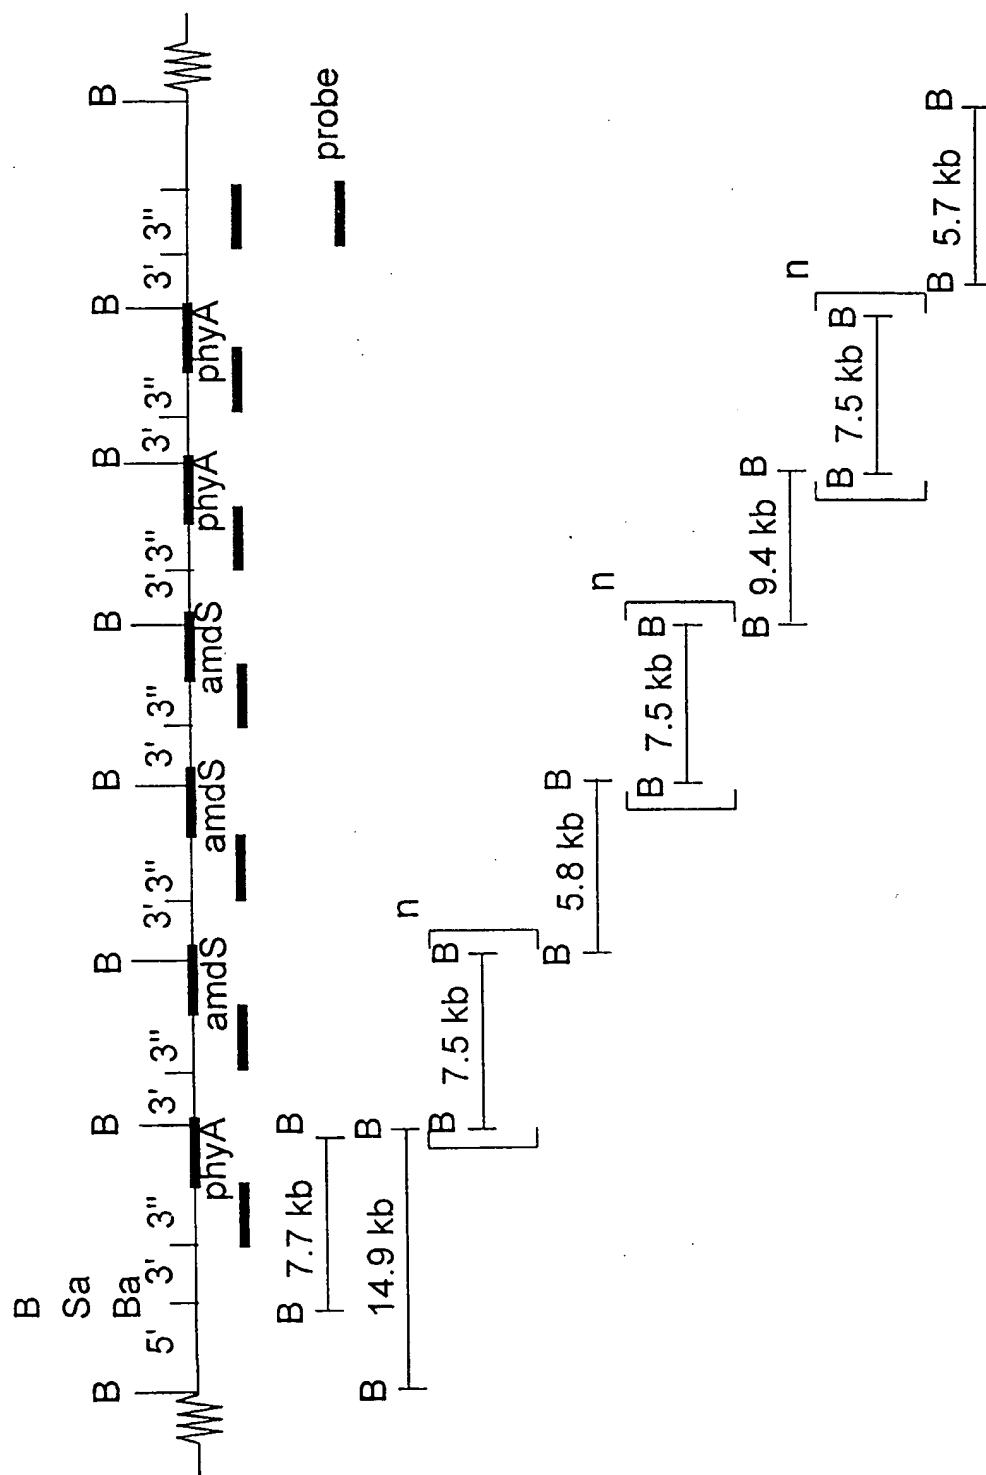 B
Sa
Ba
B B B B B B B B
5' 3' 3" 3' 3" 3' 3" 3' 3" 3' 3" 3' 3" 3' 3"
phyA amdS amdS amdS phyA phyA
probe
B 7.7 kb B
B 14.9 kb B
B 7.5 kb B n
B 5.8 kb B
B 7.5 kb B n
B 9.4 kb B
B 7.5 kb B n
B 5.7 kb B